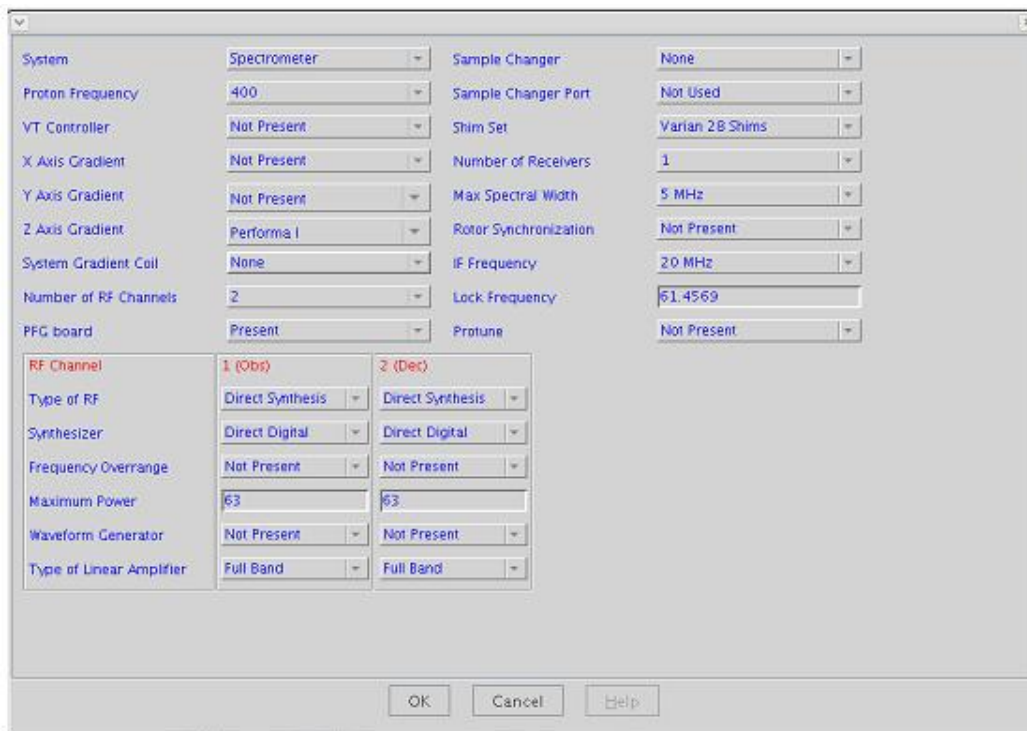 System Spectrometer Sample Changer None
Proton Frequency 400 Sample Changer Port Not Used
VT Controller Not Present Shim Set Varian 28 Shims
X Axis Gradient Not Present Number of Receivers 1
Y Axis Gradient Not Present Max Spectral Width 5 MHz
Z Axis Gradient Performa I Rotor Synchronization Not Present
System Gradient Coil None IF Frequency 20 MHz
Number of RF Channels 2 Lock Frequency 61.4569
PFG board Present Protune Not Present
RF Channel 1 (Obs) 2 (Dec)
Type of RF Direct Synthesis Direct Synthesis
Synthesizer Direct Digital Direct Digital
Frequency Overrange Not Present Not Present
Maximum Power 63 63
Waveform Generator Not Present Not Present
Type of Linear Amplifier Full Band Full Band
OK Cancel Help